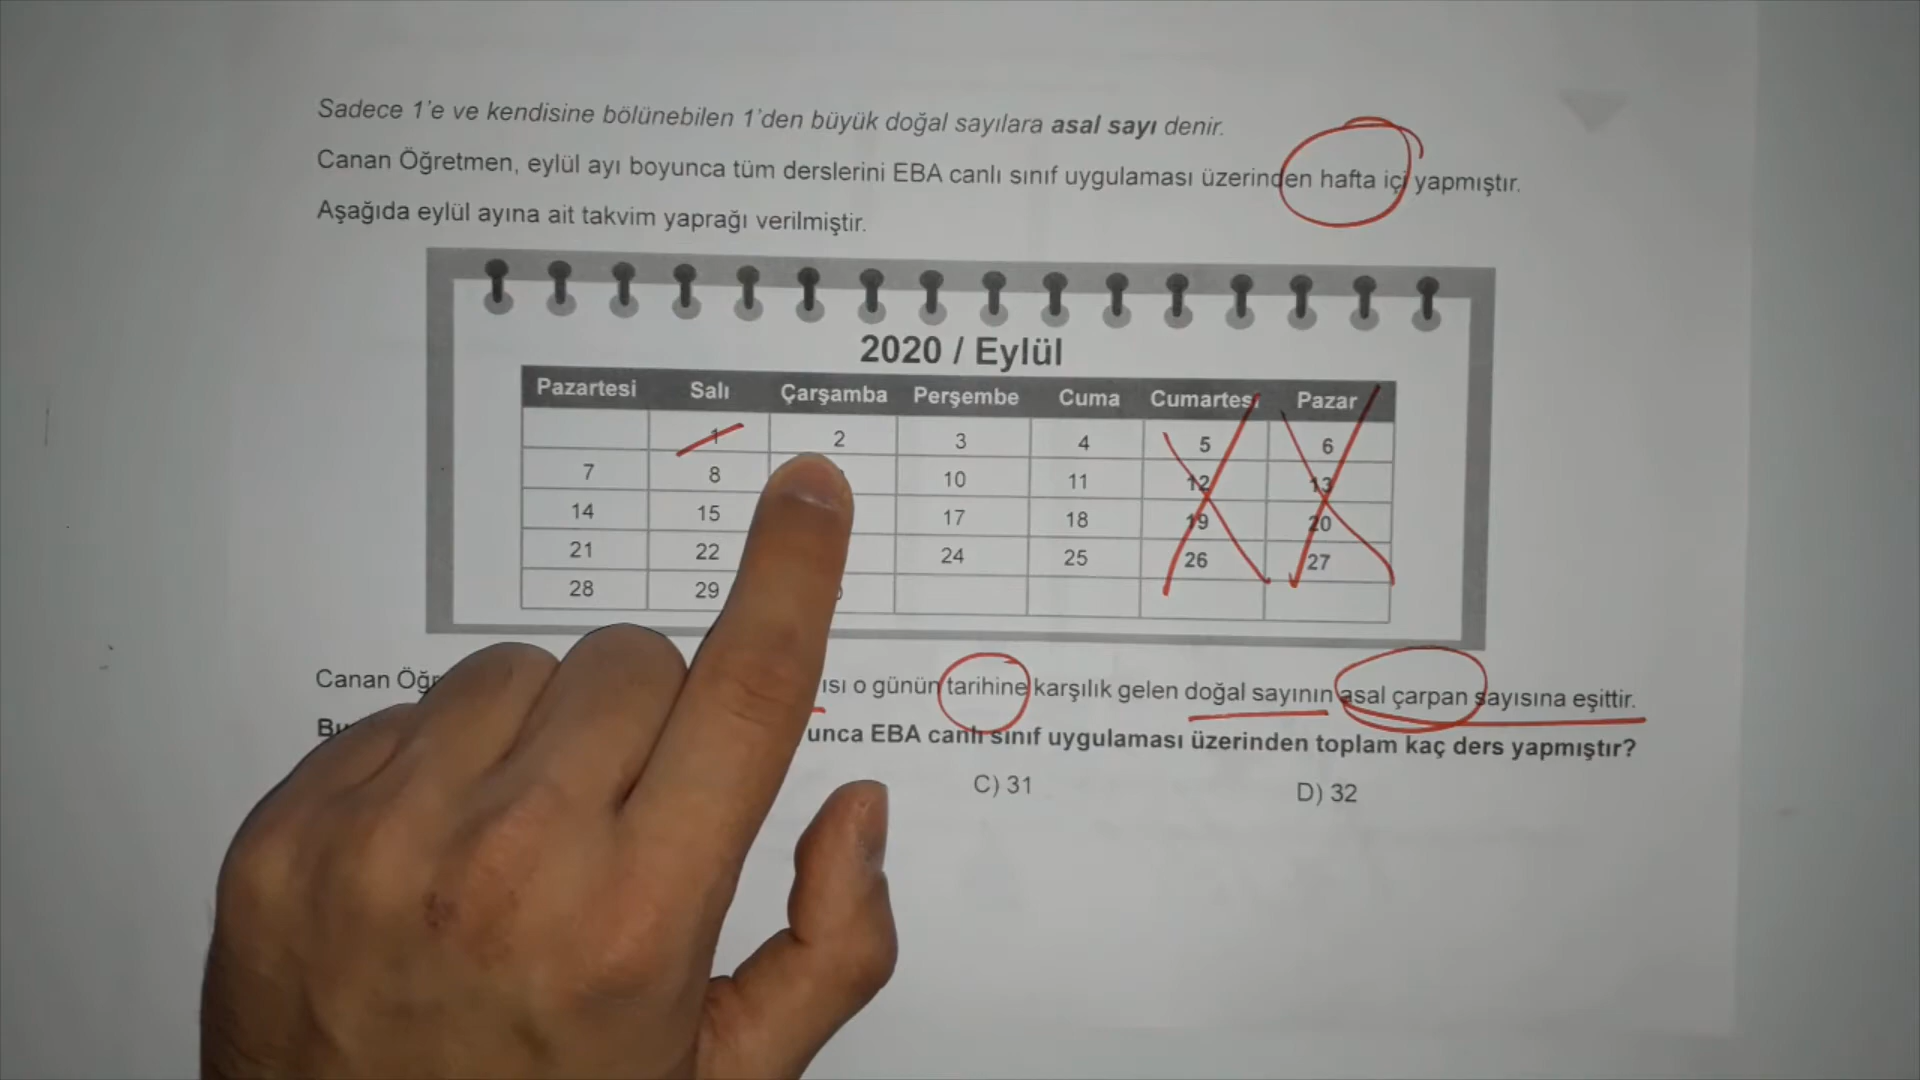 Sadece 1'e ve kendisine bölünebilen 1'den büyük doğal sayılara asal sayı denir.
Canan Öğretmen, eylül ayı boyunca tüm derslerini EBA canlı sınıf uygulaması üzerinden hafta içi yapmıştır.
Aşağıda eylül ayına ait takvim yaprağı verilmiştir.
2020 / Eylül
Pazartesi Salı Çarşamba Perşembe Cuma Cumartesi Pazar
1 2 3 4 5 6
7 8 10 11 12 13
14 15 17 18 19 20
21 22 24 25 26 27
28 29
Canan o günün tarihine karşılık gelen doğal sayının asal çarpan sayısına eşittir.
EBA canlı sınıf uygulaması üzerinden toplam kaç ders yapmıştır?
C) 31 D) 32